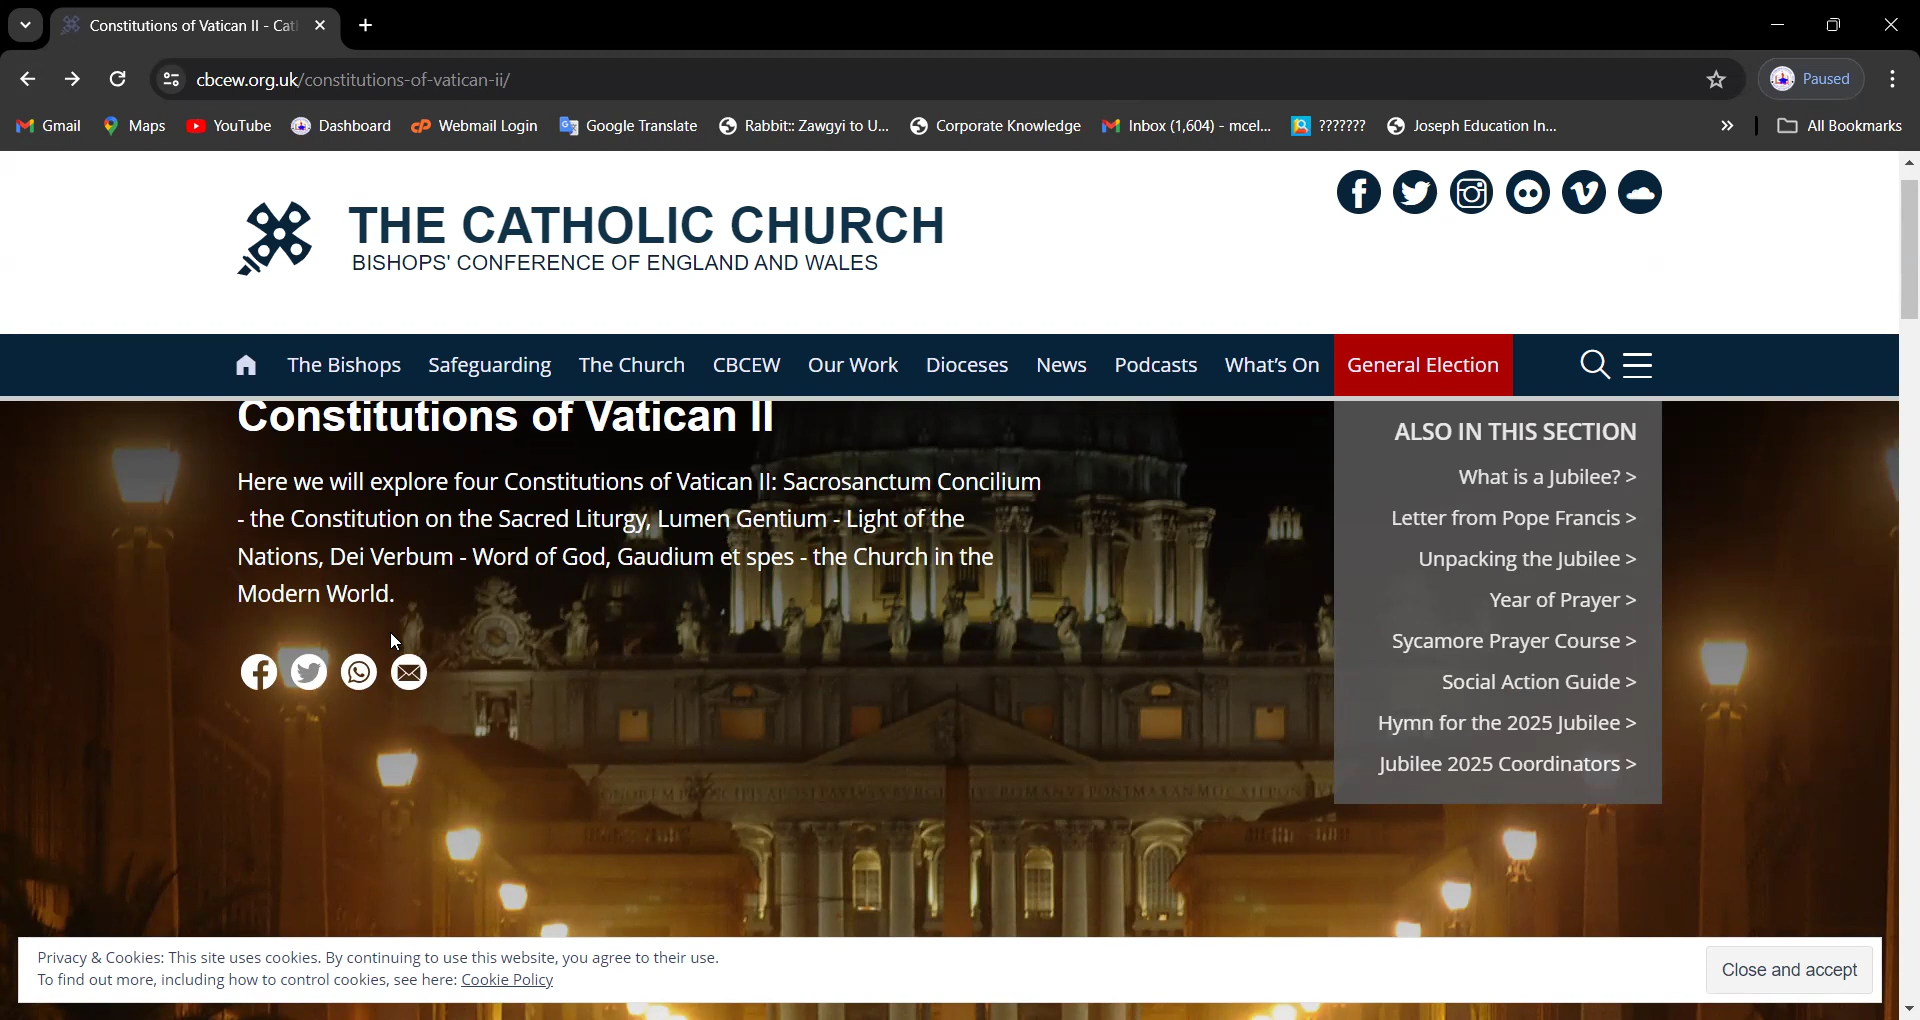 Constitutions of Vatican II - Cat
cbcew.org.uk/constitutions-of-vatican-ii/
Paused
Gmail
Maps
YouTube
Dashboard
Webmail Login
Google Translate
Rabbit:: Zawgyi to U...
Corporate Knowledge
Inbox (1,604) - mcel...
???????
Joseph Education In...
All Bookmarks
THE CATHOLIC CHURCH
BISHOPS' CONFERENCE OF ENGLAND AND WALES
The Bishops
Safeguarding
The Church
CBCEW
Our Work
Dioceses
News
Podcasts
What's On
General Election
Constitutions of Vatican II
Here we will explore four Constitutions of Vatican II: Sacrosanctum Concilium
- the Constitution on the Sacred Liturgy, Lumen Gentium - Light of the
Nations, Dei Verbum - Word of God, Gaudium et spes - the Church in the
Modern World.
ALSO IN THIS SECTION
What is a Jubilee? >
Letter from Pope Francis >
Unpacking the Jubilee >
Year of Prayer >
Sycamore Prayer Course >
Social Action Guide >
Hymn for the 2025 Jubilee >
Jubilee 2025 Coordinators >
Privacy & Cookies: This site uses cookies. By continuing to use this website, you agree to their use.
To find out more, including how to control cookies, see here: Cookie Policy
Close and accept